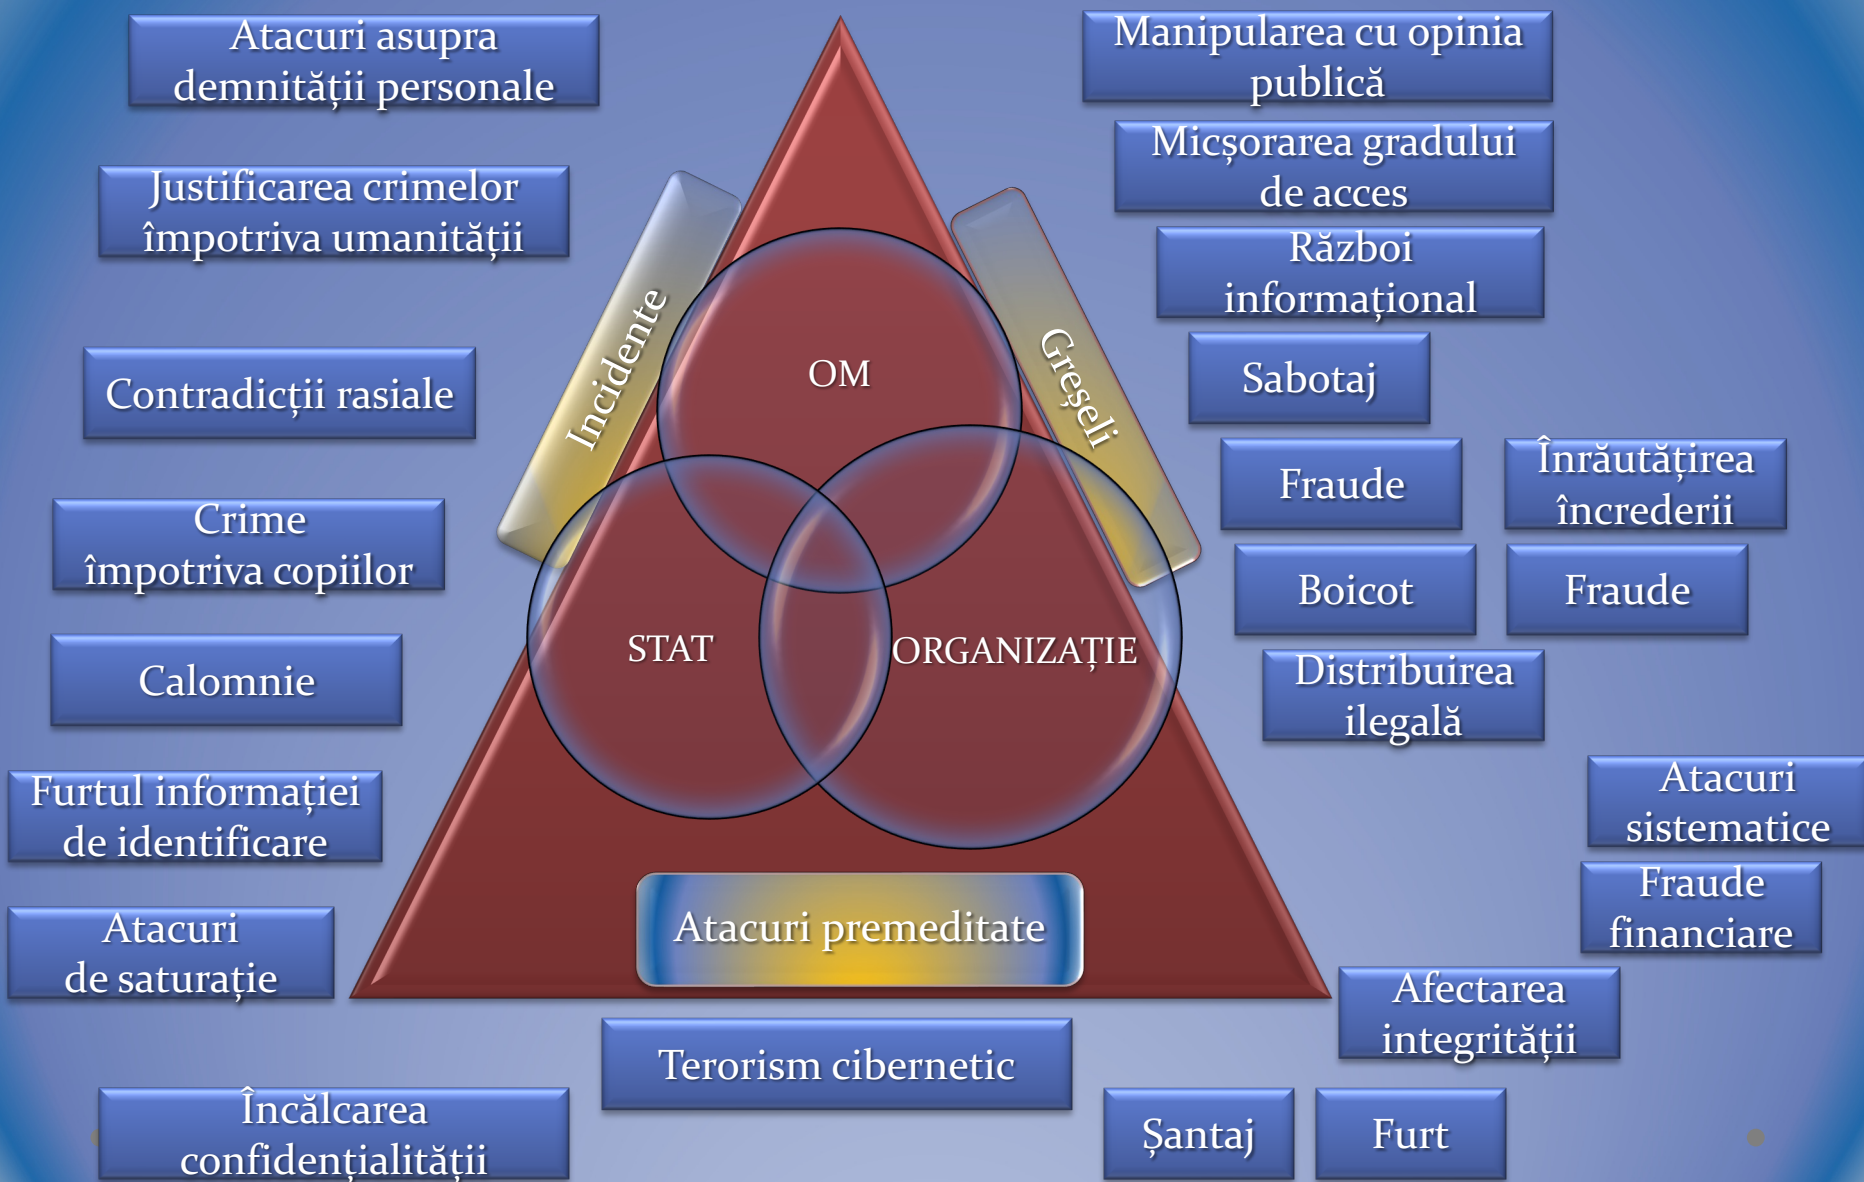 Atacuri asupra
demnității personale
Justificarea crimelor
împotriva umanității
Contradicții rasiale
Crime
împotriva copiilor
Calomnie
Furtul informației
de identificare
Atacuri
de saturație
Încălcarea
confidențialității
Incidente
OM
STAT
ORGANIZAȚIE
Greșeli
Atacuri premeditate
Terorism cibernetic
Manipularea cu opinia
publică
Micșorarea gradului
de acces
Război
informațional
Sabotaj
Fraude
Înrăutățirea
încrederii
Boicot
Fraude
Distribuirea
ilegală
Atacuri
sistematice
Fraude
financiare
Afectarea
integrității
Șantaj
Furt